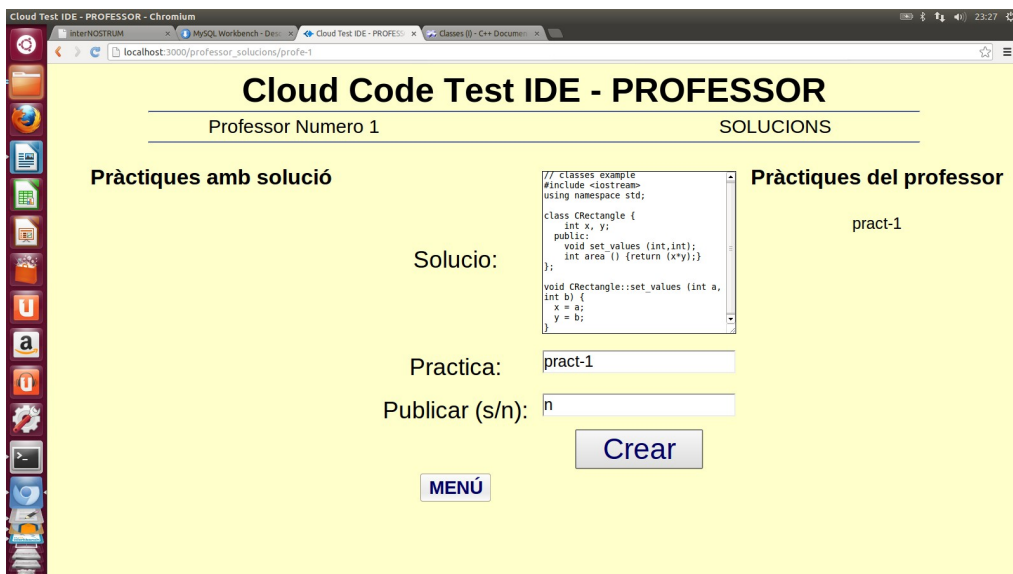 Cloud Test IDE - PROFESSOR - Chromium
23:27
interNOSTRUM
MySQL Workbench - Desc
Cloud Test IDE - PROFES
Classes (I) - C++ Documen
localhost:3000/professor_solucions/profe-1
Cloud Code Test IDE - PROFESSOR
Professor Numero 1
SOLUCIONS
Pràctiques amb solució
Solucio:
// classes example
#include <iostream>
using namespace std;
class CRectangle {
int x, y;
public:
void set_values (int,int);
int area () {return (x*y);}
};
void CRectangle::set_values (int a,
int b) {
x = a;
y = b;
}
Pràctiques del professor
pract-1
Practica:
pract-1
Publicar (s/n):
n
Crear
MENÚ